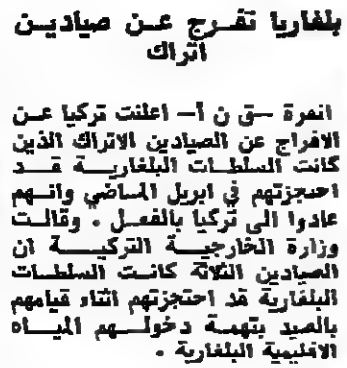 بلغاريا تفرج عن صيادين
اتراك
انقرة —ق ن أ— اعلنت تركيا عن
الافراج عن الصيادين الاتراك الذين
كانت السلطات البلغارية قد
احتجزتهم في ابريل الماضي وانهم
عادوا الى تركيا بالفعل . وقالت
وزارة الخارجية التركية ان
الصيادين الثلاثة كانت السلطات
البلغارية قد احتجزتهم اثناء قيامهم
بالصيد بتهمة دخولهم المياه
الاقليمية البلغارية .